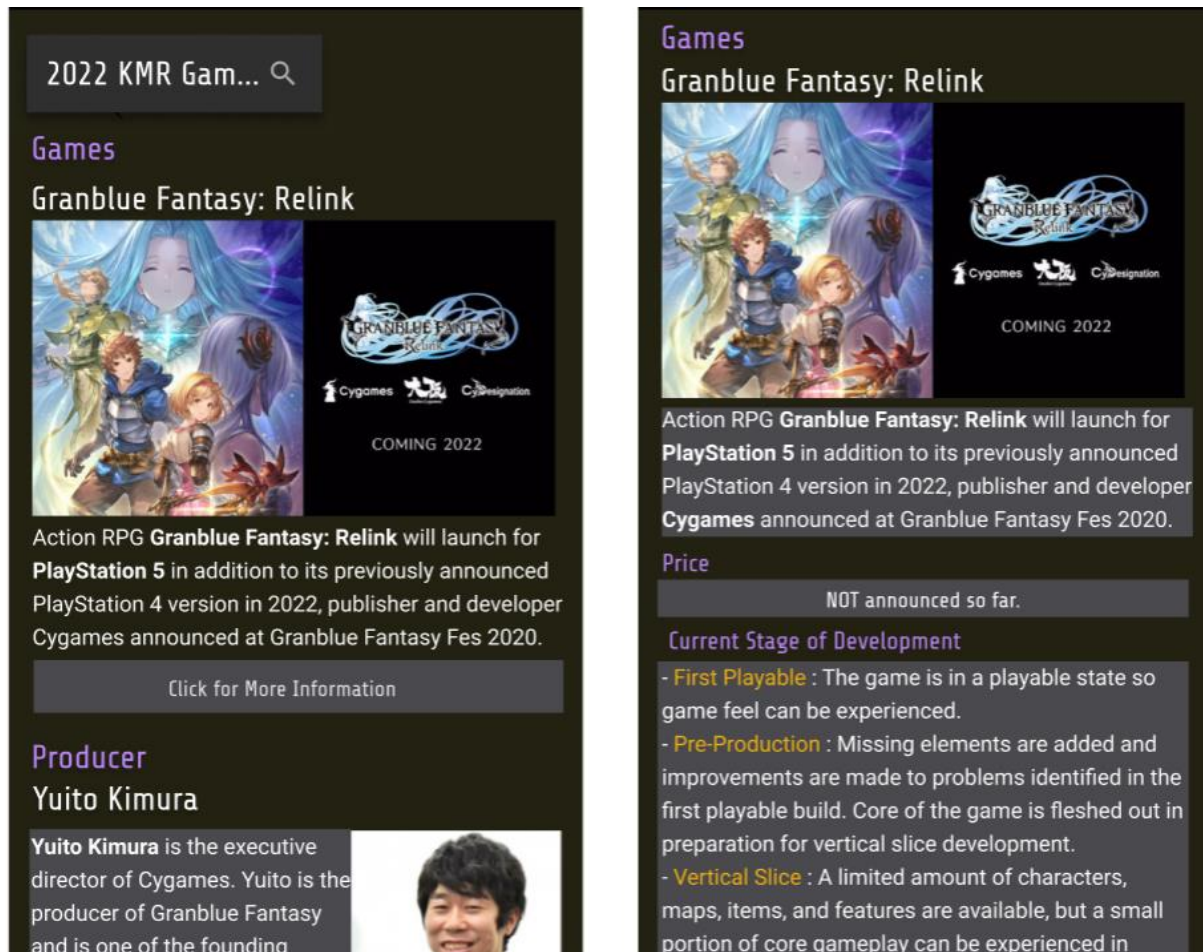 2022 KMR Gam...
Games
Granblue Fantasy: Relink
GRANBLUE FANTASY
Relink
Cygames
CyDesignation
COMING 2022
Action RPG Granblue Fantasy: Relink will launch for
PlayStation 5 in addition to its previously announced
PlayStation 4 version in 2022, publisher and developer
Cygames announced at Granblue Fantasy Fes 2020.
Click for More Information
Producer
Yuito Kimura
Yuito Kimura is the executive
director of Cygames. Yuito is the
producer of Granblue Fantasy
and is one of the founding
Games
Granblue Fantasy: Relink
GRANBLUE FANTASY
Relink
Cygames
CyDesignation
COMING 2022
Action RPG Granblue Fantasy: Relink will launch for
PlayStation 5 in addition to its previously announced
PlayStation 4 version in 2022, publisher and developer
Cygames announced at Granblue Fantasy Fes 2020.
Price
NOT announced so far.
Current Stage of Development
- First Playable : The game is in a playable state so
game feel can be experienced.
- Pre-Production : Missing elements are added and
improvements are made to problems identified in the
first playable build. Core of the game is fleshed out in
preparation for vertical slice development.
- Vertical Slice : A limited amount of characters,
maps, items, and features are available, but a small
portion of core gameplay can be experienced in